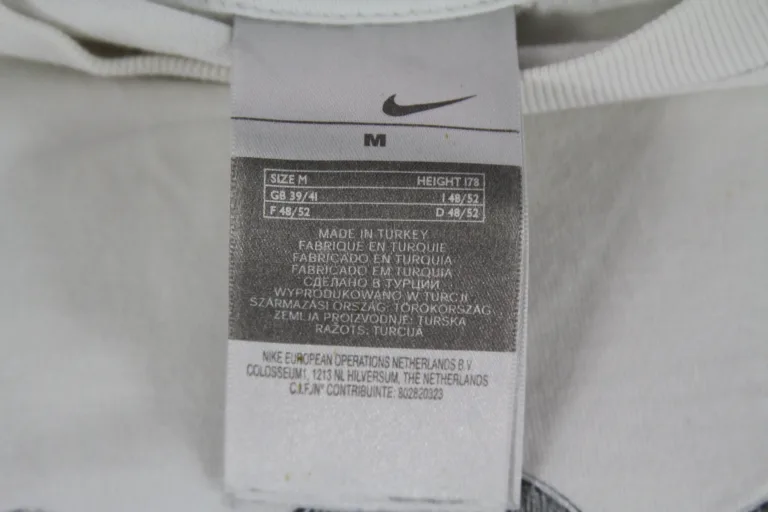 M
SIZE M HEIGHT 178
GB 39/41 I 48/52
F 48/52 D 48/52
MADE IN TURKEY
FABRIQUE EN TURQUIE
FABRICADO EN TURQUIA
FABRICADO EM TURQUIA
СДЕЛАНО В ТУРЦИИ
WYPRODUKOWANO W TURCJI
SZÁRMAZÁSI ORSZÁG: TÖRÖKORSZÁG
ZEMLJA PROIZVODNJE: TURSKA
RAŽOTS: TURCIJA
NIKE EUROPEAN OPERATIONS NETHERLANDS B.V.
COLOSSEUM1, 1213 NL HILVERSUM, THE NETHERLANDS
C.I.F./N° CONTRIBUINTE: 802820323